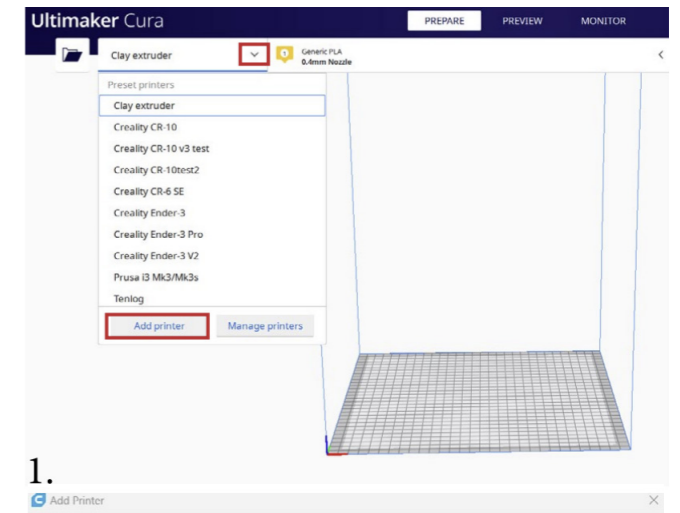 Ultimaker Cura PREPARE PREVIEW MONITOR
Clay extruder 1 Generic PLA
0.4mm Nozzle
Preset printers
Clay extruder
Creality CR-10
Creality CR-10 v3 test
Creality CR-10test2
Creality CR-6 SE
Creality Ender-3
Creality Ender-3 Pro
Creality Ender-3 V2
Prusa i3 Mk3/Mk3s
Tenlog
Add printer Manage printers
1.
Add Printer